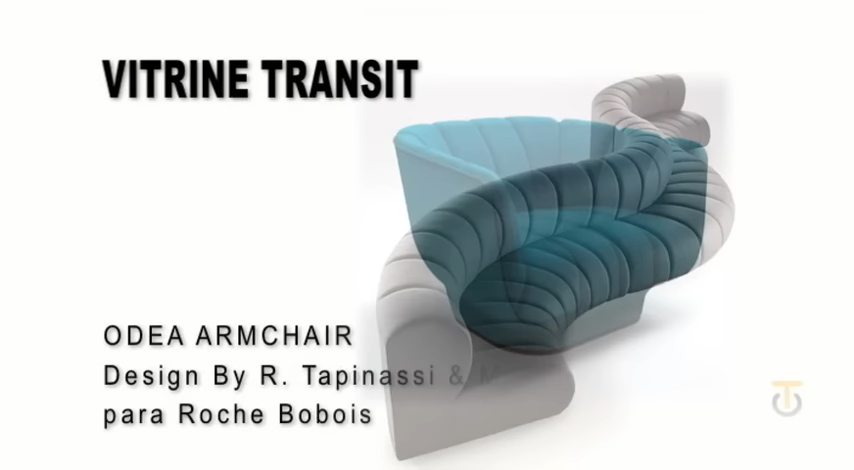 VITRINE TRANSIT
ODEA ARMCHAIR
Design By R. Tapinassi & M
para Roche Bobois